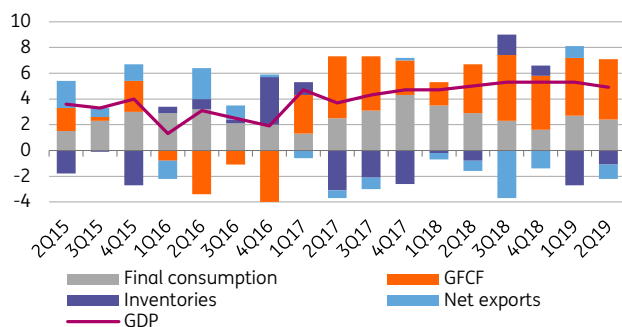 10
8
6
4
2
0
-2
-4
2Q15 3Q15 4Q15 1Q16 2Q16 3Q16 4Q16 1Q17 2Q17 3Q17 4Q17 1Q18 2Q18 3Q18 4Q18 1Q19 2Q19
Final consumption GFCF
Inventories Net exports
GDP